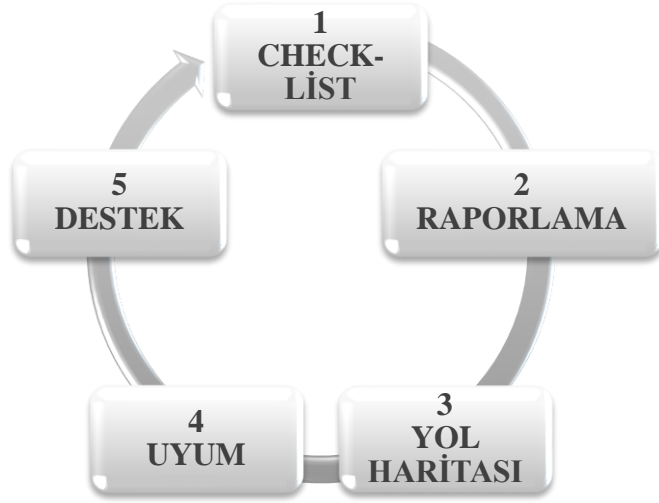 1
CHECK-
LİST
2
RAPORLAMA
3
YOL
HARİTASI
4
UYUM
5
DESTEK